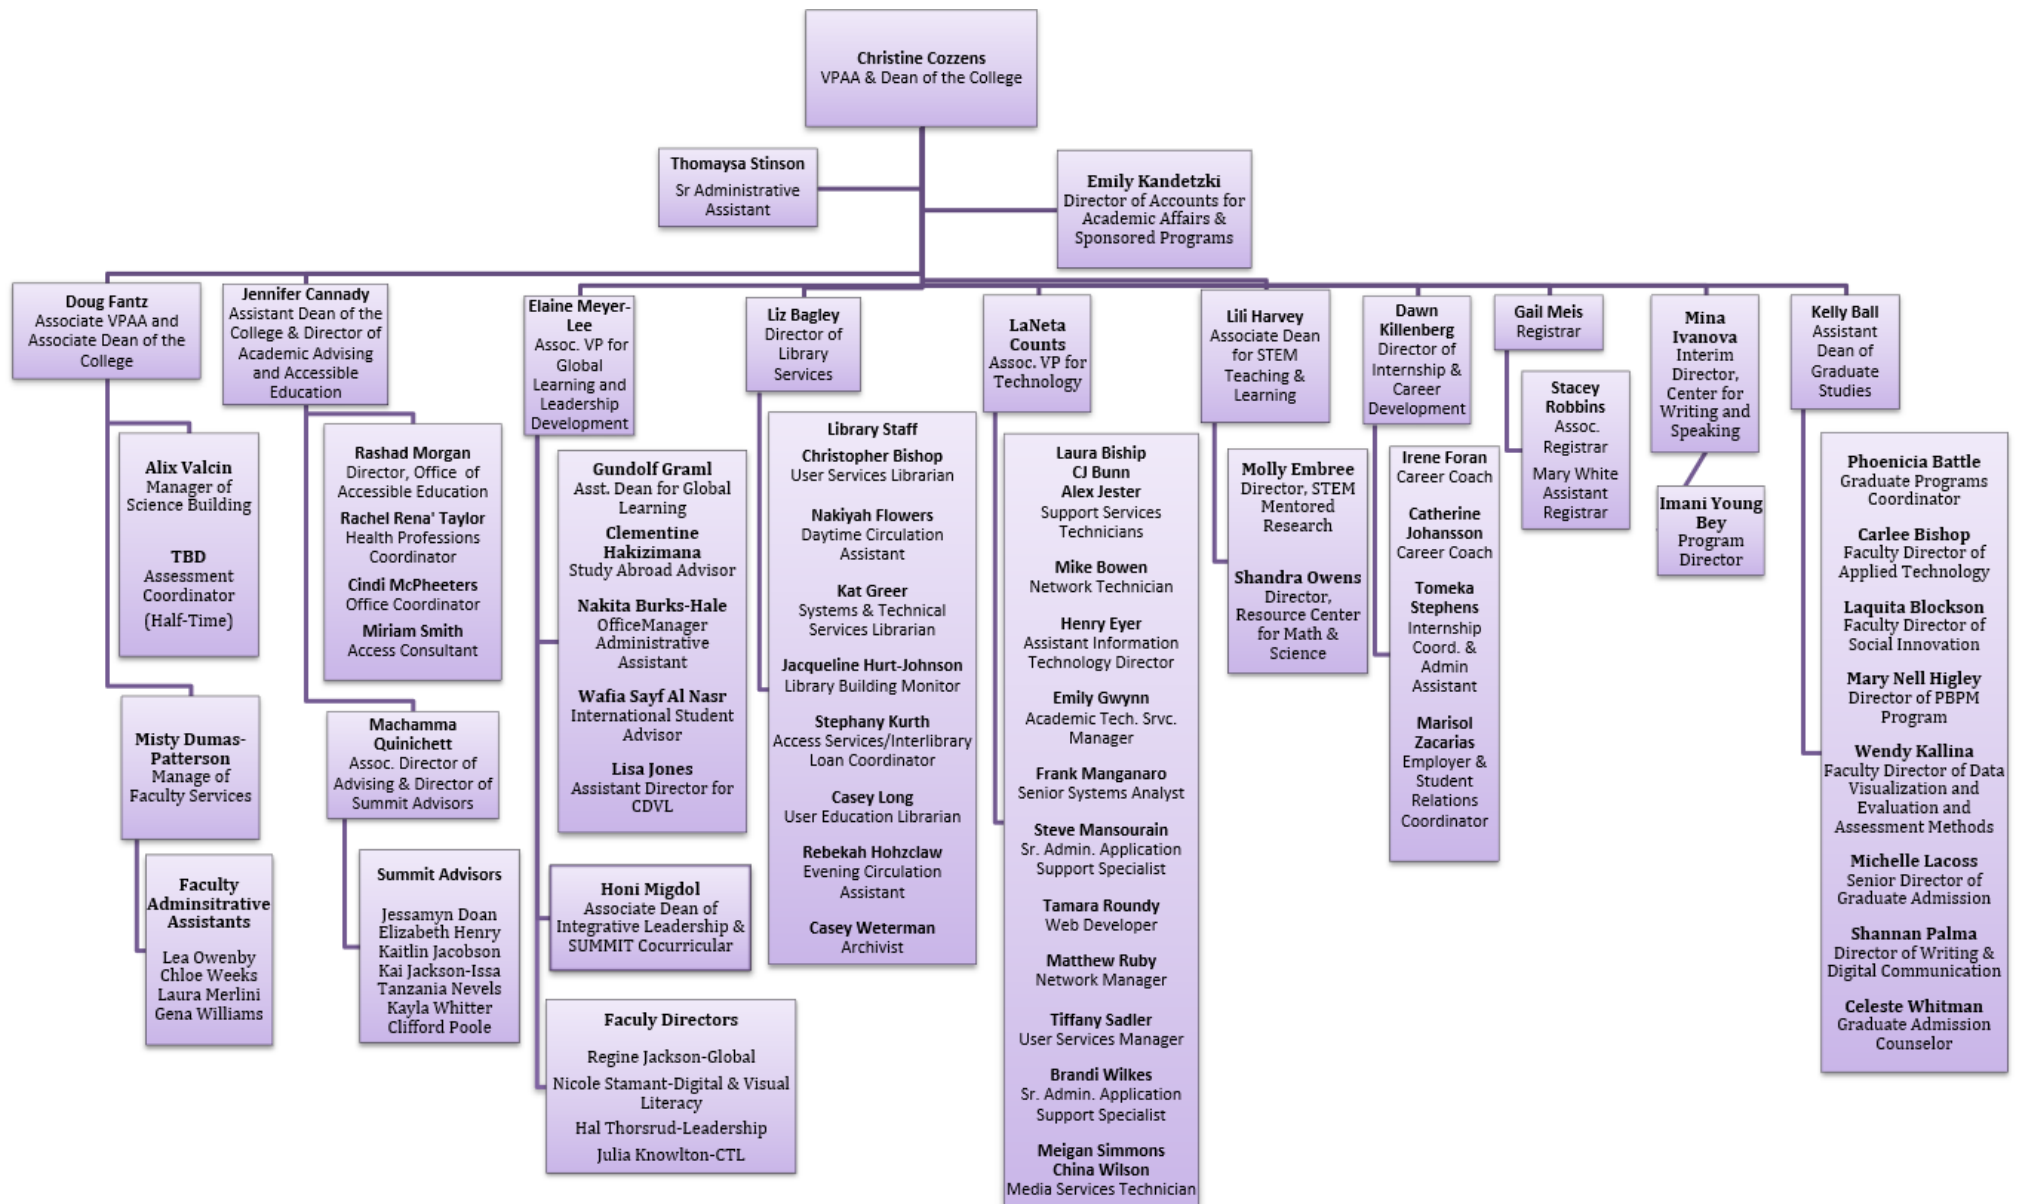 Christine Cozzens
VPAA & Dean of the College
Thomaysa Stinson
Sr Administrative
Assistant
Emily Kandetzki
Director of Accounts for
Academic Affairs &
Sponsored Programs
Doug Fantz
Associate VPAA and
Associate Dean of the
College
Alix Valcin
Manager of
Science Building
TBD
Assessment
Coordinator
(Half-Time)
Misty Dumas-
Patterson
Manage of
Faculty Services
Faculty
Adminsitrative
Assistants
Lea Owenby
Chloe Weeks
Laura Merlini
Gena Williams
Jennifer Cannady
Assistant Dean of the
College & Director of
Academic Advising
and Accessible
Education
Rashad Morgan
Director, Office of
Accessible Education
Rachel Rena' Taylor
Health Professions
Coordinator
Cindi McPheeters
Office Coordinator
Miriam Smith
Access Consultant
Machamma
Quinichett
Assoc. Director of
Advising & Director of
Summit Advisors
Summit Advisors
Jessamyn Doan
Elizabeth Henry
Kaitlin Jacobson
Kai Jackson-Issa
Tanzania Nevels
Kayla Whitter
Clifford Poole
Elaine Meyer-
Lee
Assoc. VP for
Global
Learning and
Leadership
Development
Gundolf Graml
Asst. Dean for Global
Learning
Clementine
Hakizimana
Study Abroad Advisor
Nakita Burks-Hale
OfficeManager
Administrative
Assistant
Wafia Sayf Al Nasr
International Student
Advisor
Lisa Jones
Assistant Director for
CDVL
Honi Migdol
Associate Dean of
Integrative Leadership &
SUMMIT Cocurricular
Faculy Directors
Regine Jackson-Global
Nicole Stamant-Digital & Visual
Literacy
Hal Thorsrud-Leadership
Julia Knowlton-CTL
Liz Bagley
Director of
Library
Services
Library Staff
Christopher Bishop
User Services Librarian
Nakiyah Flowers
Daytime Circulation
Assistant
Kat Greer
Systems & Technical
Services Librarian
Jacqueline Hurt-Johnson
Library Building Monitor
Stephany Kurth
Access Services/Interlibrary
Loan Coordinator
Casey Long
User Education Librarian
Rebekah Hohzclaw
Evening Circulation
Assistant
Casey Weterman
Archivist
LaNeta
Counts
Assoc. VP for
Technology
Laura Biship
CJ Bunn
Alex Jester
Support Services
Technicians
Mike Bowen
Network Technician
Henry Eyer
Assistant Information
Technology Director
Emily Gwynn
Academic Tech. Srvc.
Manager
Frank Manganaro
Senior Systems Analyst
Steve Mansourain
Sr. Admin. Application
Support Specialist
Tamara Roundy
Web Developer
Matthew Ruby
Network Manager
Tiffany Sadler
User Services Manager
Brandi Wilkes
Sr. Admin. Application
Support Specialist
Meigan Simmons
China Wilson
Media Services Technician
Lili Harvey
Associate Dean
for STEM
Teaching &
Learning
Molly Embree
Director, STEM
Mentored
Research
Shandra Owens
Director,
Resource Center
for Math &
Science
Dawn
Killenberg
Director of
Internship &
Career
Development
Irene Foran
Career Coach
Catherine
Johansson
Career Coach
Tomeka
Stephens
Internship
Coord. &
Admin
Assistant
Marisol
Zacarias
Employer &
Student
Relations
Coordinator
Gail Meis
Registrar
Stacey
Robbins
Assoc.
Registrar
Mary White
Assistant
Registrar
Mina
Ivanova
Interim
Director,
Center for
Writing and
Speaking
Imani Young
Bey
Program
Director
Kelly Ball
Assistant
Dean of
Graduate
Studies
Phoenicia Battle
Graduate Programs
Coordinator
Carlee Bishop
Faculty Director of
Applied Technology
Laquita Blockson
Faculty Director of
Social Innovation
Mary Nell Higley
Director of PBPM
Program
Wendy Kallina
Faculty Director of Data
Visualization and
Evaluation and
Assessment Methods
Michelle Lacoss
Senior Director of
Graduate Admission
Shannan Palma
Director of Writing &
Digital Communication
Celeste Whitman
Graduate Admission
Counselor